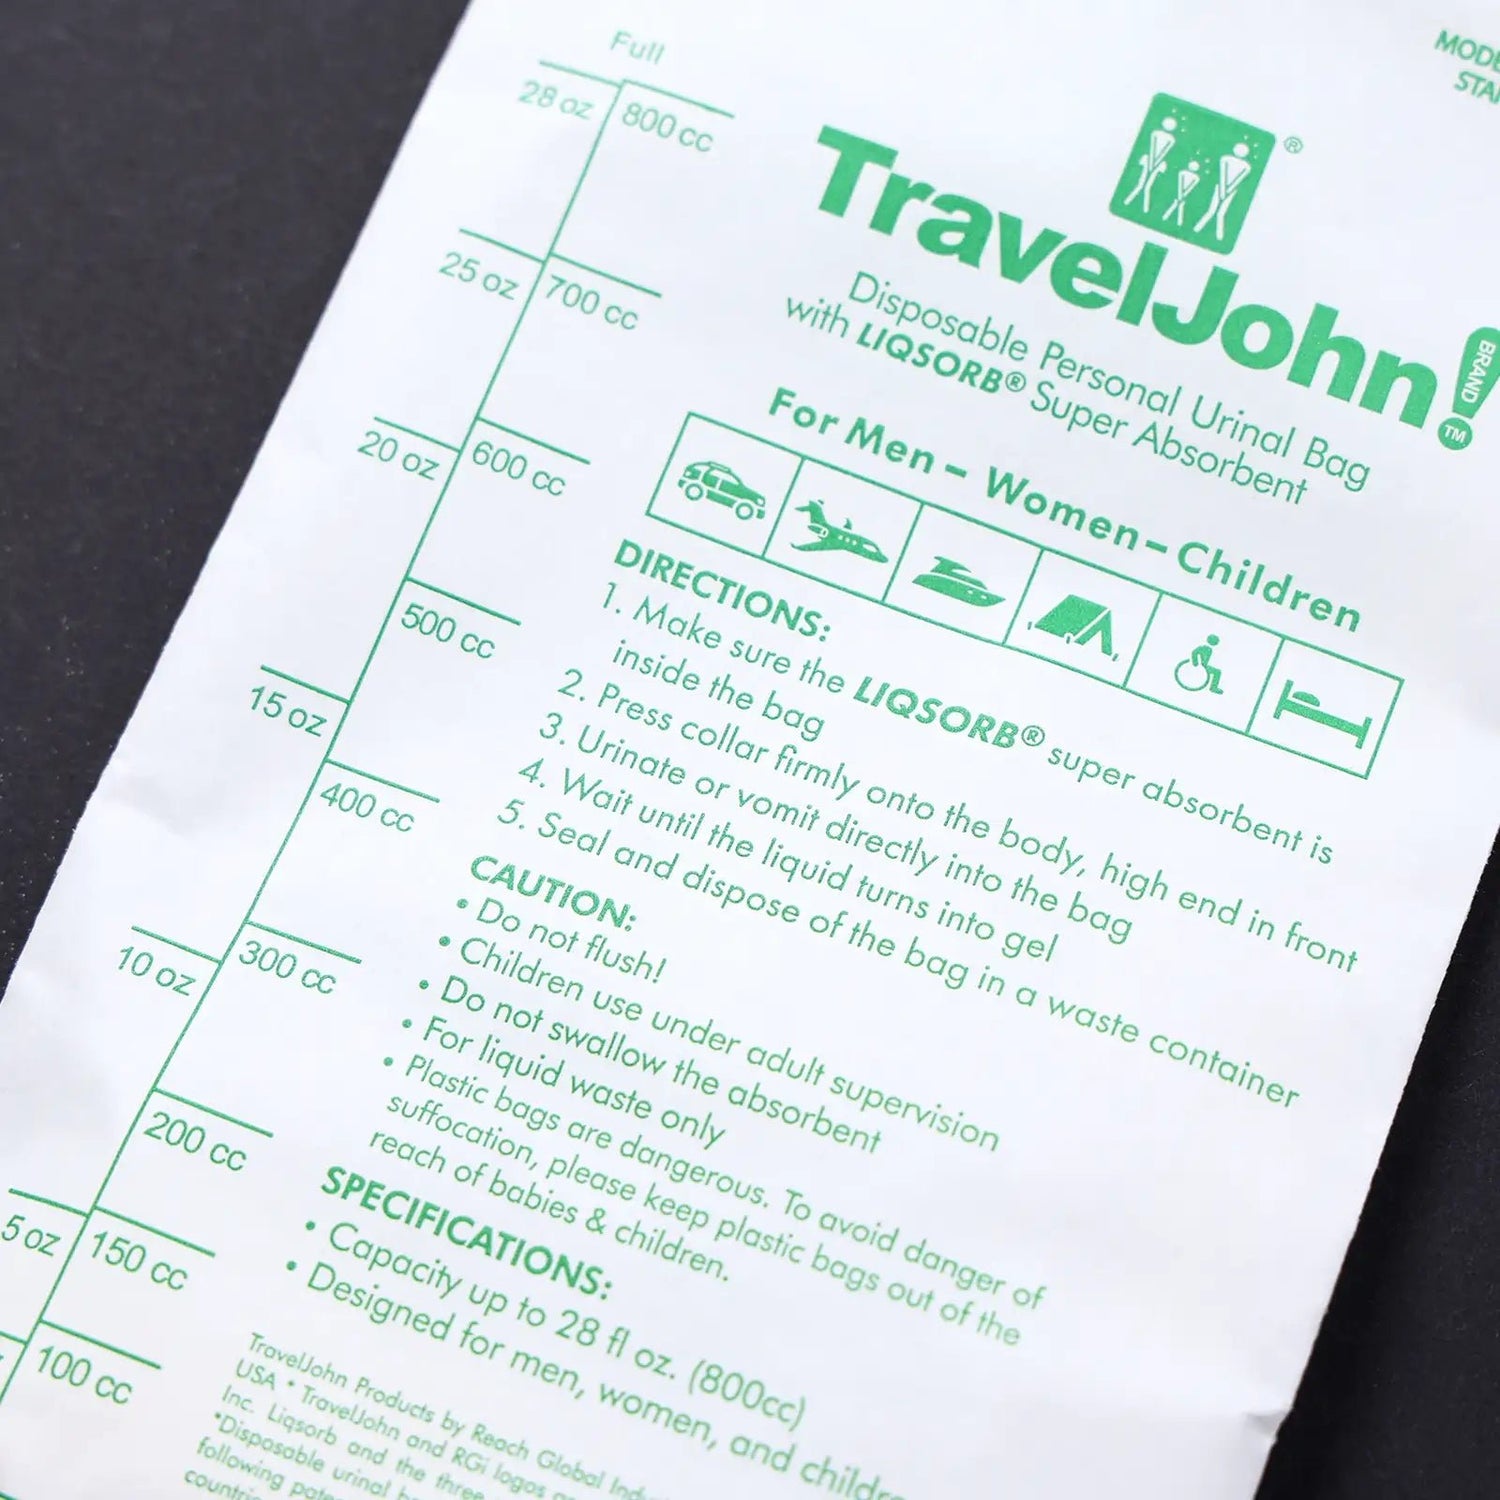 Full
28 oz
800 cc
25 oz
700 cc
20 oz
600 cc
500 cc
15 oz
400 cc
10 oz
300 cc
200 cc
5 oz
150 cc
100 cc
TravelJohn!
®
BRAND
TM
Disposable Personal Urinal Bag
with LIQSORB® Super Absorbent
For Men – Women – Children
DIRECTIONS:
1. Make sure the LIQSORB® super absorbent is
inside the bag
2. Press collar firmly onto the body, high end in front
3. Urinate or vomit directly into the bag
4. Wait until the liquid turns into gel
5. Seal and dispose of the bag in a waste container
CAUTION:
• Do not flush!
• Children use under adult supervision
• Do not swallow the absorbent
• For liquid waste only
• Plastic bags are dangerous. To avoid danger of
suffocation, please keep plastic bags out of the
reach of babies & children.
SPECIFICATIONS:
• Capacity up to 28 fl oz. (800cc)
• Designed for men, women, and
TravelJohn Products by Reach Global
USA * TravelJohn and RGi logos
Inc. Liqsorb and the three
*Disposable urinal
following